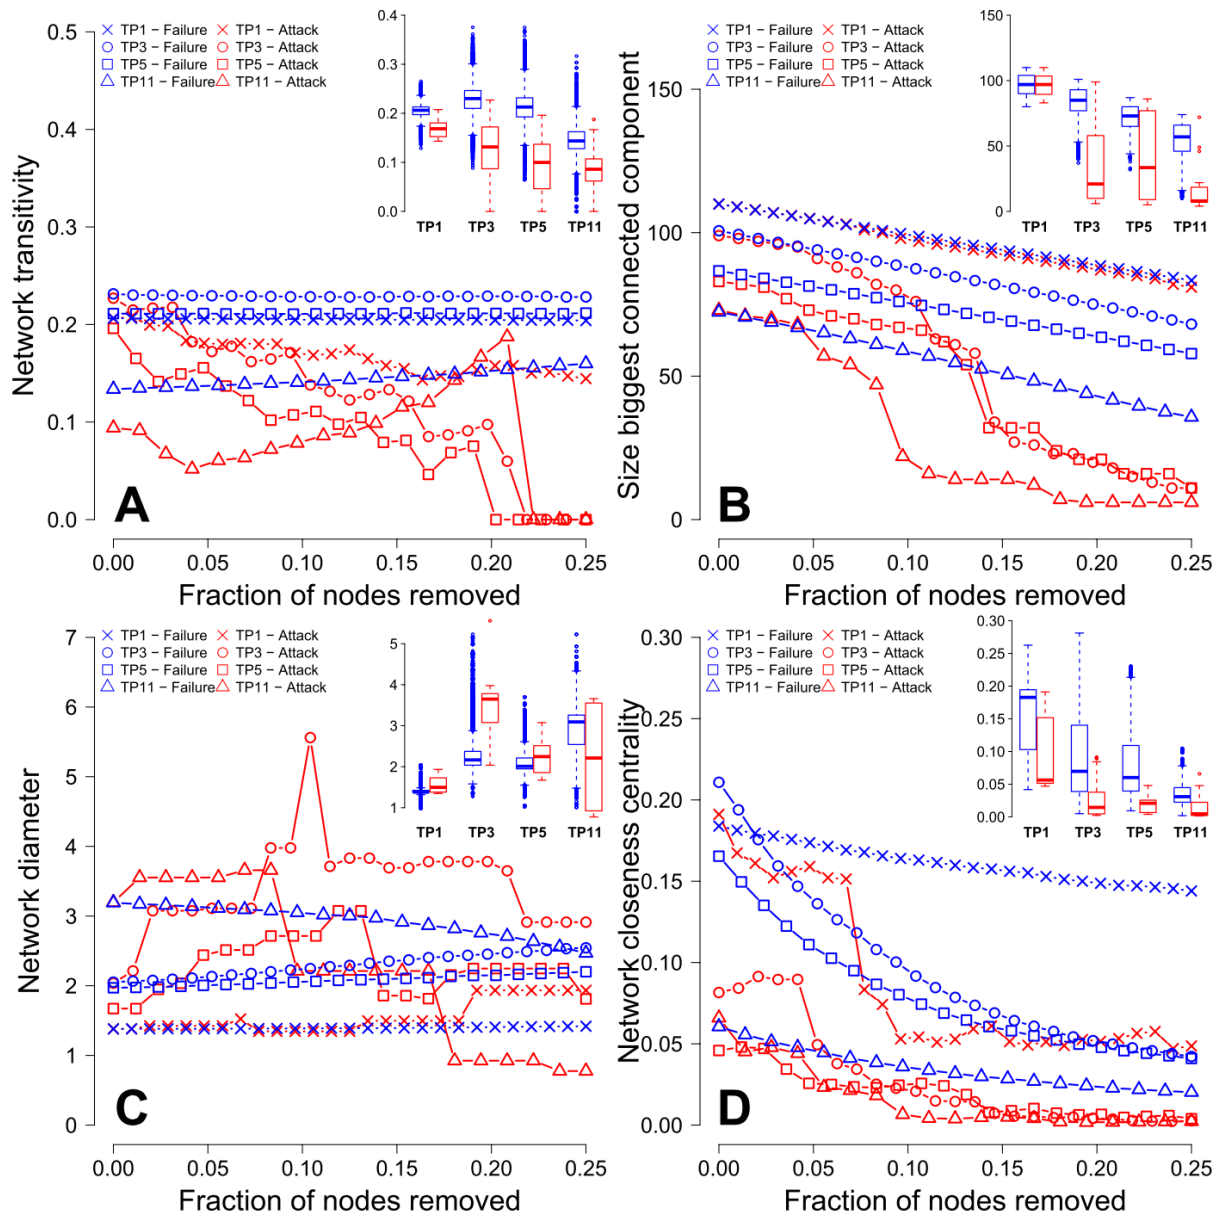 TP1 − Failure TP1 − Attack
TP3 − Failure TP3 − Attack
TP5 − Failure TP5 − Attack
TP11 − Failure TP11 − Attack
0.5
0.4
0.3
0.2
0.1
0.0
Network transitivity
0.4
0.3
0.2
0.1
0.0
TP1 TP3 TP5 TP11
A
0.00 0.05 0.10 0.15 0.20 0.25
Fraction of nodes removed
TP1 − Failure TP1 − Attack
TP3 − Failure TP3 − Attack
TP5 − Failure TP5 − Attack
TP11 − Failure TP11 − Attack
150
100
50
0
Size biggest connected component
150
100
50
0
TP1 TP3 TP5 TP11
B
0.00 0.05 0.10 0.15 0.20 0.25
Fraction of nodes removed
TP1 − Failure TP1 − Attack
TP3 − Failure TP3 − Attack
TP5 − Failure TP5 − Attack
TP11 − Failure TP11 − Attack
7
6
5
4
3
2
1
0
Network diameter
5
4
3
2
1
TP1 TP3 TP5 TP11
C
0.00 0.05 0.10 0.15 0.20 0.25
Fraction of nodes removed
TP1 − Failure TP1 − Attack
TP3 − Failure TP3 − Attack
TP5 − Failure TP5 − Attack
TP11 − Failure TP11 − Attack
0.30
0.25
0.20
0.15
0.10
0.05
0.00
Network closeness centrality
0.30
0.25
0.20
0.15
0.10
0.05
0.00
TP1 TP3 TP5 TP11
D
0.00 0.05 0.10 0.15 0.20 0.25
Fraction of nodes removed